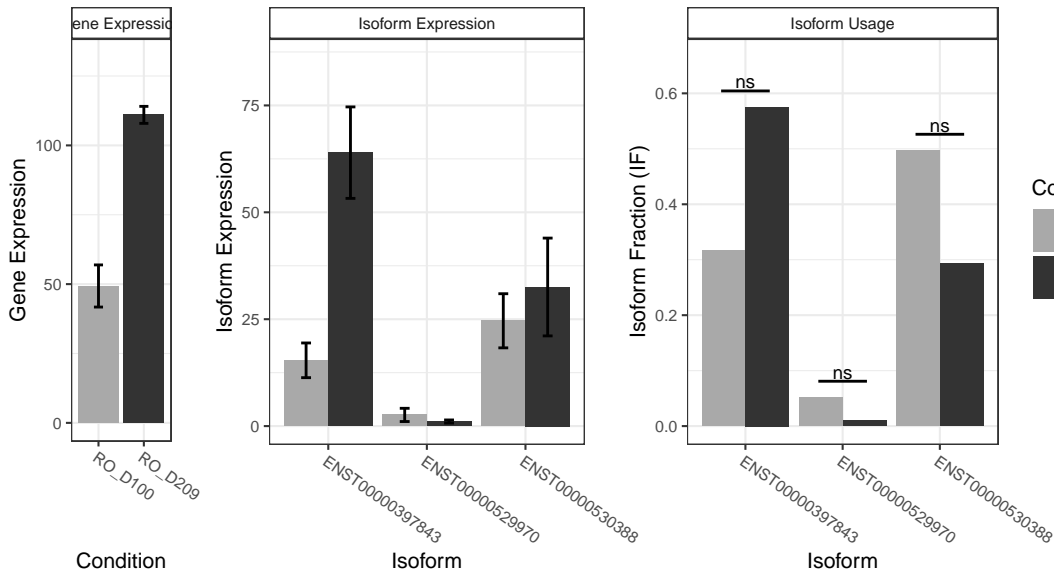 ene Expressio
Gene Expression
100
50
0
RO_D100
RO_D209
Condition
Isoform Expression
Isoform Expression
75
50
25
0
ENST00000397843
ENST00000529970
ENST00000530388
Isoform
Isoform Usage
Isoform Fraction (IF)
0.6
0.4
0.2
0.0
ns
ns
ns
ENST00000397843
ENST00000529970
ENST00000530388
Isoform
Co